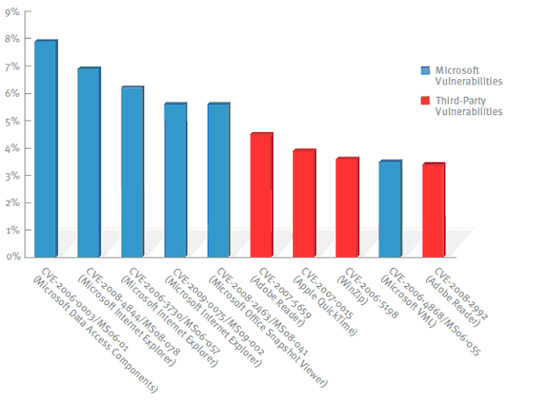 9%
8%
7%
6%
5%
4%
3%
2%
1%
0%
Microsoft
Vulnerabilities
Third-Party
Vulnerabilities
CVE-2006-0003/MS06-01
(Microsoft Data Access Components)
CVE-2008-4844/MS08-078
(Microsoft Internet Explorer)
CVE-2006-3730/MS06-057
(Microsoft Internet Explorer)
CVE-2009-0075/MS09-002
(Microsoft Internet Explorer)
CVE-2008-2463/MS08-041
(Microsoft Office Snapshot Viewer)
CVE-2007-5659
(Adobe Reader)
CVE-2007-0015
(Apple QuickTime)
CVE-2006-5198
(WinZip)
CVE-2006-4868/MS06-055
(Microsoft VML)
CVE-2008-2992
(Adobe Reader)